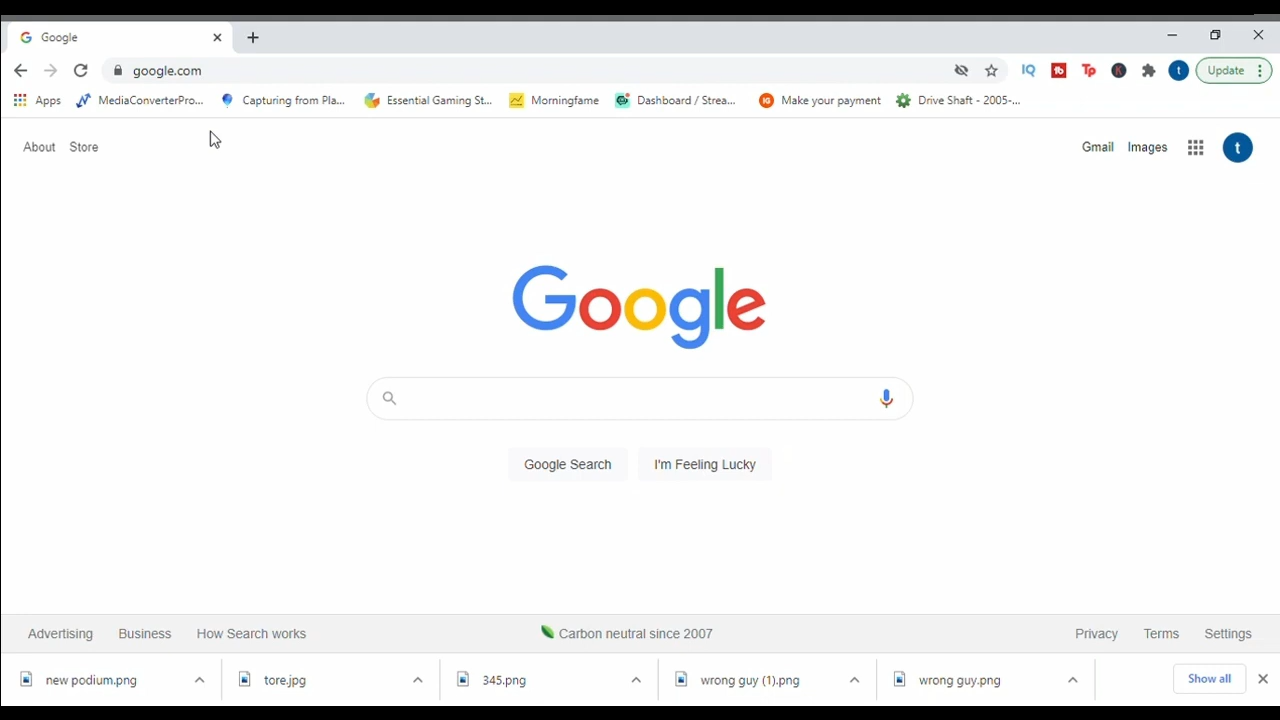 Google
google.com
IQ
Tp
K
t
Update
Apps
MediaConverterPro...
Capturing from Pla...
Essential Gaming St...
Morningfame
Dashboard / Strea...
IG
Make your payment
Drive Shaft - 2005-...
About
Store
Gmail
Images
t
Google
Google Search
I'm Feeling Lucky
Advertising
Business
How Search works
Carbon neutral since 2007
Privacy
Terms
Settings
new podium.png
tore.jpg
345.png
wrong guy (1).png
wrong guy.png
Show all